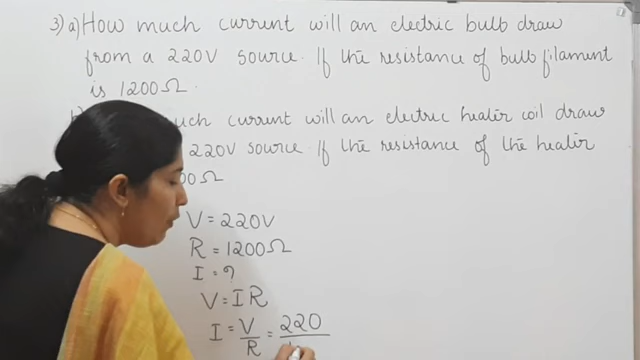 3) a) How much current will an electric bulb draw
from a 220V source. If the resistance of bulb filament
is 1200Ω.
current will an electric heater coil draw
220V source. If the resistance of the heater
Ω
V = 220V
R = 1200Ω
I = ?
V = IR
I = V/R = 220